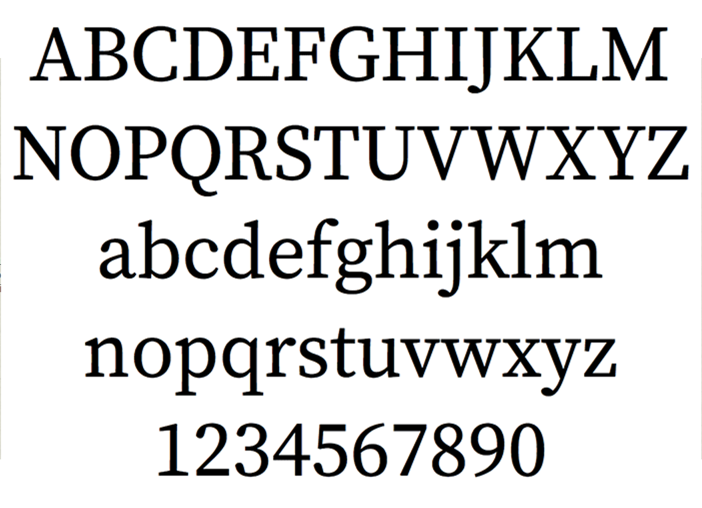 ABCDEFGHIJKLM
NOPQRSTUVWXYZ
abcdefghijklm
nopqrstuvwxyz
1234567890